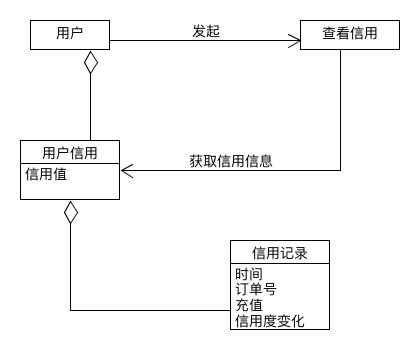 用户
发起
查看信用
用户信用
信用值
获取信用信息
信用记录
时间
订单号
充值
信用度变化